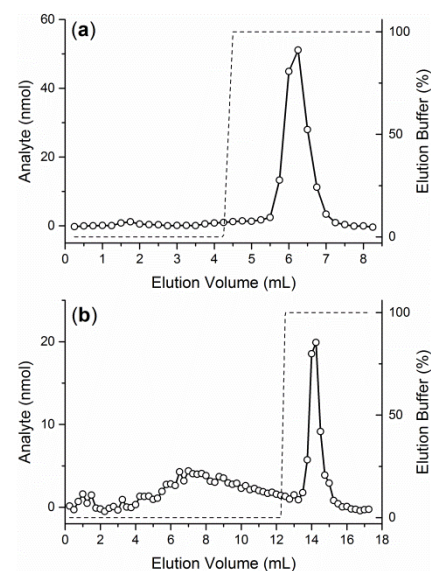 (a)
60
40
20
0
Analyte (nmol)
100
50
0
Elution Buffer (%)
0 1 2 3 4 5 6 7 8
Elution Volume (mL)
(b)
20
10
0
Analyte (nmol)
100
50
0
Elution Buffer (%)
0 2 4 6 8 10 12 14 16 18
Elution Volume (mL)